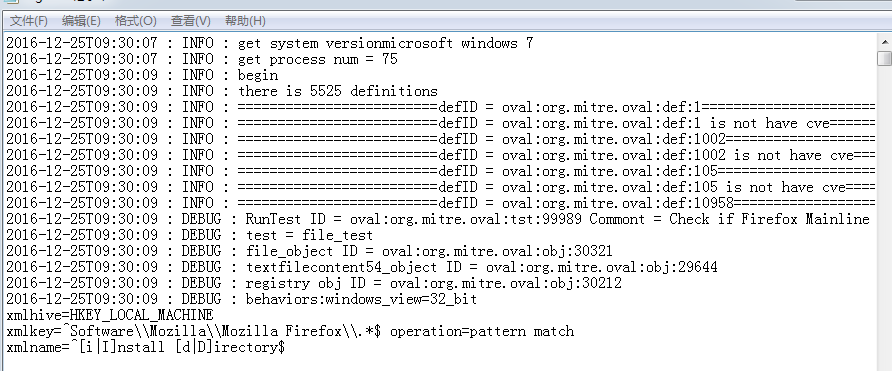 文件(F) 编辑(E) 格式(O) 查看(V) 帮助(H)
2016-12-25T09:30:07 : INFO : get system versionmicrosoft windows 7
2016-12-25T09:30:07 : INFO : get process num = 75
2016-12-25T09:30:09 : INFO : begin
2016-12-25T09:30:09 : INFO : there is 5525 definitions
2016-12-25T09:30:09 : INFO : =========================defID = oval:org.mitre.oval:def:1======================
2016-12-25T09:30:09 : INFO : =========================defID = oval:org.mitre.oval:def:1 is not have cve======
2016-12-25T09:30:09 : INFO : =========================defID = oval:org.mitre.oval:def:1002===================
2016-12-25T09:30:09 : INFO : =========================defID = oval:org.mitre.oval:def:1002 is not have cve===
2016-12-25T09:30:09 : INFO : =========================defID = oval:org.mitre.oval:def:105====================
2016-12-25T09:30:09 : INFO : =========================defID = oval:org.mitre.oval:def:105 is not have cve====
2016-12-25T09:30:09 : INFO : =========================defID = oval:org.mitre.oval:def:10958==================
2016-12-25T09:30:09 : DEBUG : RunTest ID = oval:org.mitre.oval:tst:99989 Commont = Check if Firefox Mainline
2016-12-25T09:30:09 : DEBUG : test = file_test
2016-12-25T09:30:09 : DEBUG : file_object ID = oval:org.mitre.oval:obj:30321
2016-12-25T09:30:09 : DEBUG : textfilecontent54_object ID = oval:org.mitre.oval:obj:29644
2016-12-25T09:30:09 : DEBUG : registry obj ID = oval:org.mitre.oval:obj:30212
2016-12-25T09:30:09 : DEBUG : behaviors:windows_view=32_bit
xmlhive=HKEY_LOCAL_MACHINE
xmlkey=^Software\\Mozilla\\Mozilla Firefox\\.*$ operation=pattern match
xmlname=^[i|I]nstall [d|D]irectory$